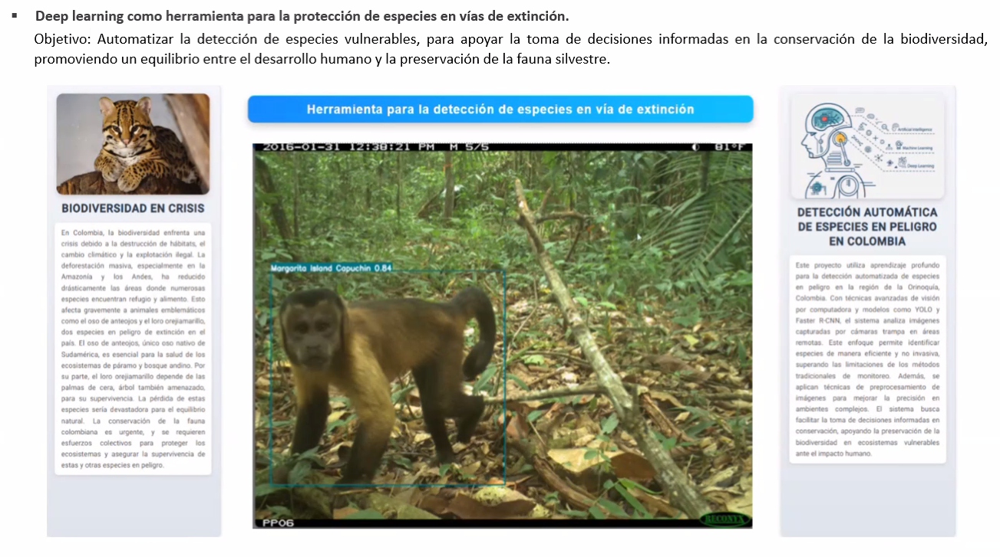 ▪ Deep learning como herramienta para la protección de especies en vías de extinción.
Objetivo: Automatizar la detección de especies vulnerables, para apoyar la toma de decisiones informadas en la conservación de la biodiversidad,
promoviendo un equilibrio entre el desarrollo humano y la preservación de la fauna silvestre.
BIODIVERSIDAD EN CRISIS
En Colombia, la biodiversidad enfrenta una
crisis debido a la destrucción de hábitats, el
cambio climático y la explotación ilegal. La
deforestación masiva, especialmente en la
Amazonía y los Andes, ha reducido
drásticamente las áreas donde numerosas
especies encuentran refugio y alimento. Esto
afecta gravemente a animales emblemáticos
como el oso de anteojos y el loro orejiamarillo,
dos especies en peligro de extinción en el
país. El oso de anteojos, único oso nativo de
Sudamérica, es esencial para la salud de los
ecosistemas de páramo y bosque andino. Por
su parte, el loro orejiamarillo depende de las
palmas de cera, árbol también amenazado,
para su supervivencia. La pérdida de estas
especies sería devastadora para el equilibrio
natural. La conservación de la fauna
colombiana es urgente, y se requieren
esfuerzos colectivos para proteger los
ecosistemas y asegurar la supervivencia de
estas y otras especies en peligro.
Herramienta para la detección de especies en vía de extinción
2016-01-31 12:38:21 PM M 5/5 81°F
Margarita Island Capuchin 0.84
PP06
RECONYX
Artificial Intelligence
Machine Learning
Deep Learning
DETECCIÓN AUTOMÁTICA
DE ESPECIES EN PELIGRO
EN COLOMBIA
Este proyecto utiliza aprendizaje profundo
para la detección automatizada de especies
en peligro en la región de la Orinoquía,
Colombia. Con técnicas avanzadas de visión
por computadora y modelos como YOLO y
Faster R-CNN, el sistema analiza imágenes
capturadas por cámaras trampa en áreas
remotas. Este enfoque permite identificar
especies de manera eficiente y no invasiva,
superando las limitaciones de los métodos
tradicionales de monitoreo. Además, se
aplican técnicas de preprocesamiento de
imágenes para mejorar la precisión en
ambientes complejos. El sistema busca
facilitar la toma de decisiones informadas en
conservación, apoyando la preservación de la
biodiversidad en ecosistemas vulnerables
ante el impacto humano.